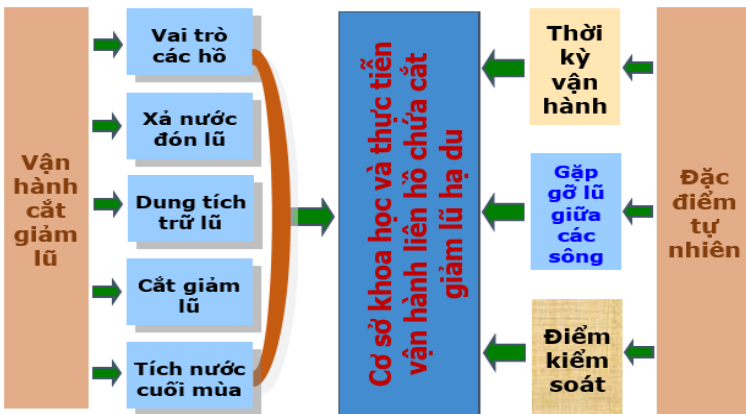 Vận
hành
cắt
giảm
lũ
Vai trò
các hồ
Xả nước
đón lũ
Dung tích
trữ lũ
Cắt giảm
lũ
Tích nước
cuối mùa
Cơ sở khoa học và thực tiễn
vận hành liên hồ chứa cắt
giảm lũ hạ du
Thời
kỳ
vận
hành
Gặp
gỡ lũ
giữa
các
sông
Điểm
kiểm
soát
Đặc
điểm
tự
nhiên